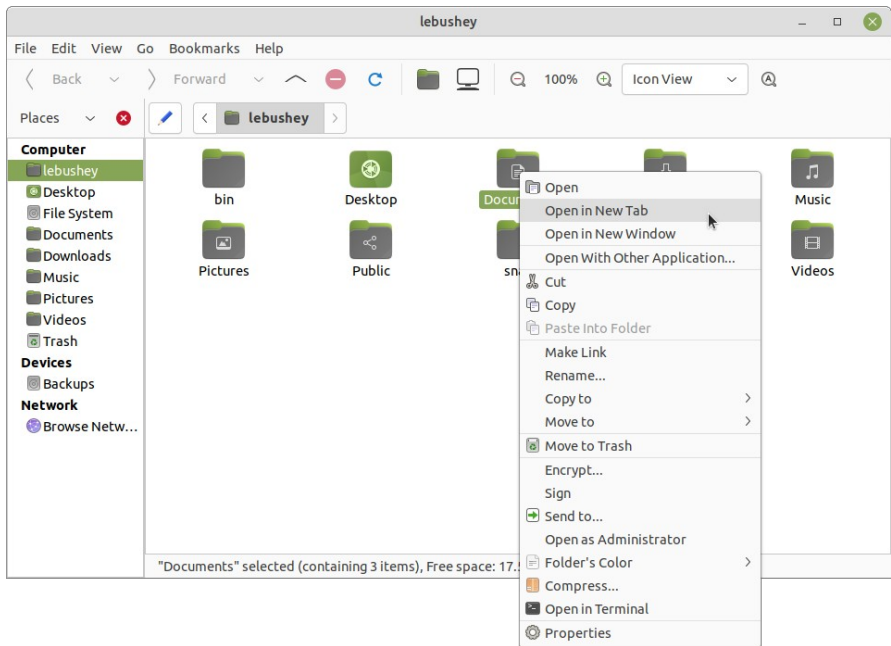 lebushey
File Edit View Go Bookmarks Help
Back Forward 100% Icon View
Places lebushey
Computer
lebushey
Desktop
File System
Documents
Downloads
Music
Pictures
Videos
Trash
Devices
Backups
Network
Browse Netw...
bin Desktop Music
Pictures Public Videos
Open
Open in New Tab
Open in New Window
Open With Other Application...
Cut
Copy
Paste Into Folder
Make Link
Rename...
Copy to
Move to
Move to Trash
Encrypt...
Sign
Send to...
Open as Administrator
Folder's Color
Compress...
Open in Terminal
Properties
"Documents" selected (containing 3 items), Free space: 17.